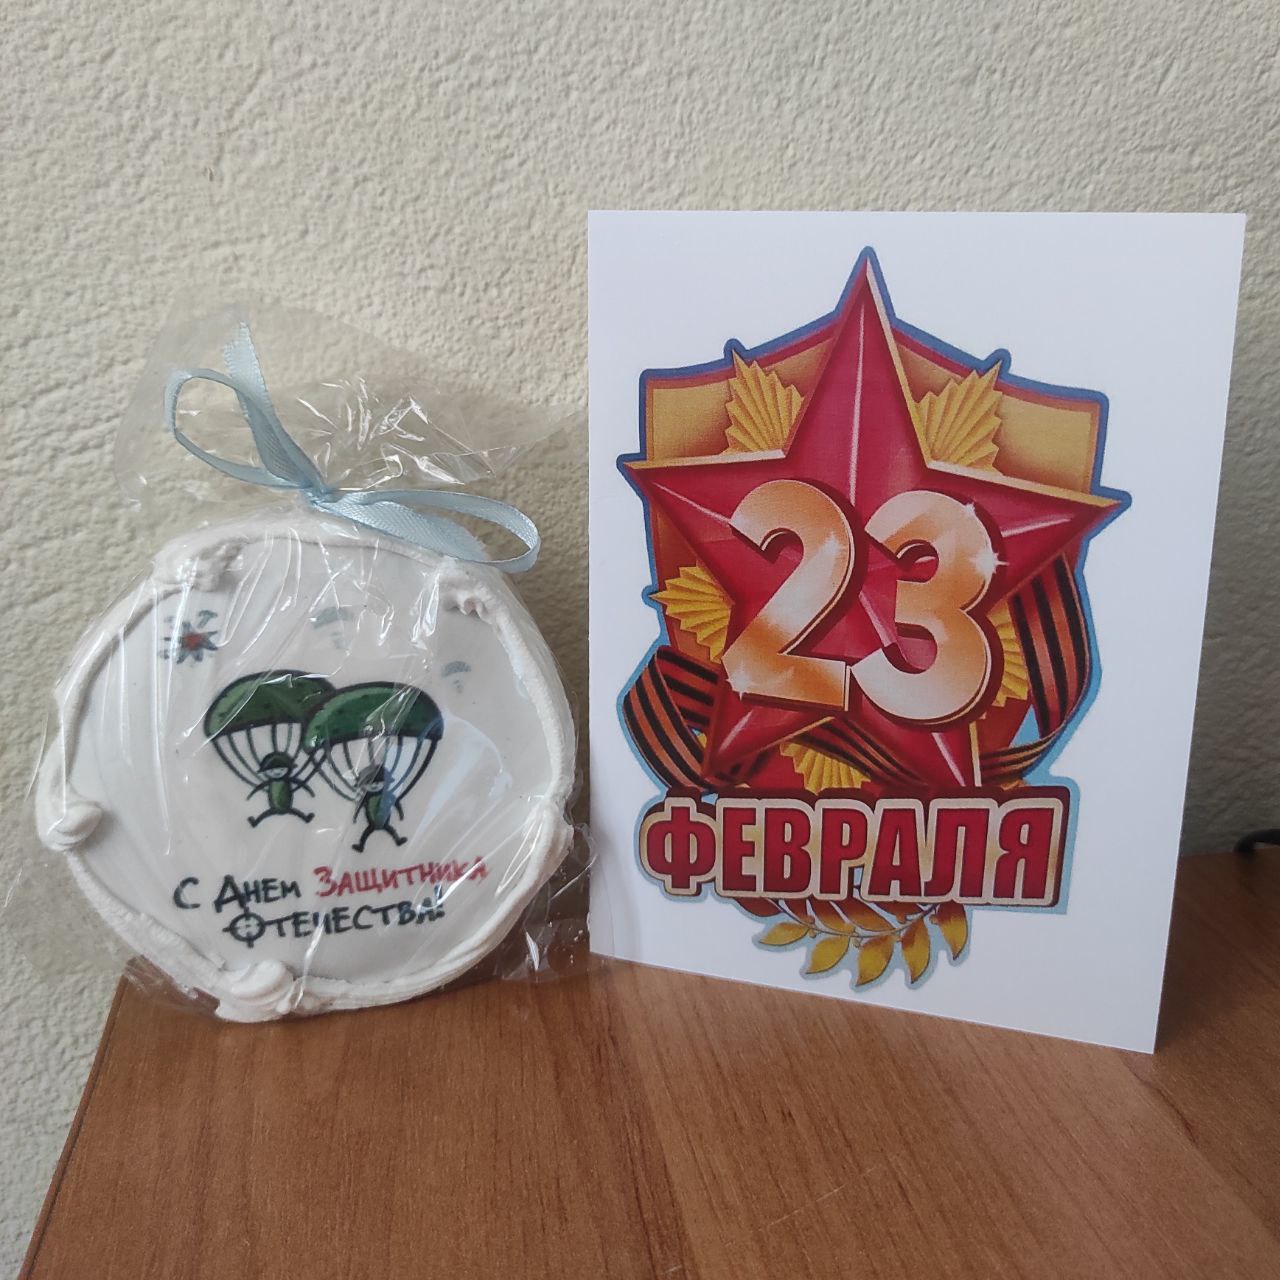 С Днем Защитника
Отечества!
23
ФЕВРАЛЯ